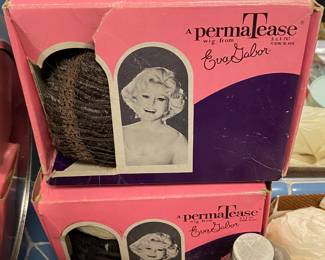 A permaTease
wig from
Eva Gabor
A permaTease
wig from
Eva Gabor